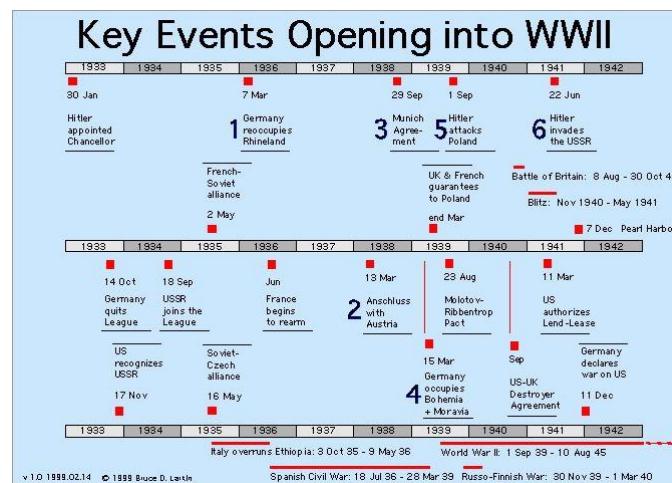 Key Events Opening into WWII
1933 1934 1935 1936 1937 1938 1939 1940 1941 1942
30 Jan
Hitler
appointed
Chancellor
1
7 Mar
Germany
reoccupies
Rhineland
3
29 Sep
Munich
Agree-
ment
5
1 Sep
Hitler
attacks
Poland
6
22 Jun
Hitler
invades
the USSR
French-
Soviet
alliance
2 May
UK & French
guarantees
to Poland
end Mar
Battle of Britain: 8 Aug - 30 Oct 4
Blitz: Nov 1940 - May 1941
7 Dec Pearl Harbo
1933 1934 1935 1936 1937 1938 1939 1940 1941 1942
14 Oct
Germany
quits
League
18 Sep
USSR
joins the
League
Jun
France
begins
to rearm
2
13 Mar
Anschluss
with
Austria
23 Aug
Molotov-
Ribbentrop
Pact
11 Mar
US
authorizes
Lend-Lease
US
recognizes
USSR
17 Nov
Soviet-
Czech
alliance
16 May
4
15 Mar
Germany
occupies
Bohemia
+ Moravia
Sep
US-UK
Destroyer
Agreement
Germany
declares
war on US
11 Dec
1933 1934 1935 1936 1937 1938 1939 1940 1941 1942
Italy overruns Ethiopia: 3 Oct 35 - 9 May 36
World War II: 1 Sep 39 - 10 Aug 45
Spanish Civil War: 18 Jul 36 - 28 Mar 39
Russo-Finnish War: 30 Nov 39 - 1 Mar 40
v 1.0 1999.02.14 © 1999 Bruce D.